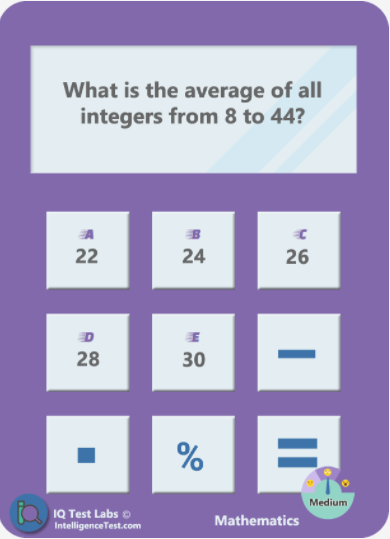 What is the average of all
integers from 8 to 44?
A
22
B
24
C
26
D
28
E
30
%
Medium
IQ Test Labs ©
IntelligenceTest.com
Mathematics